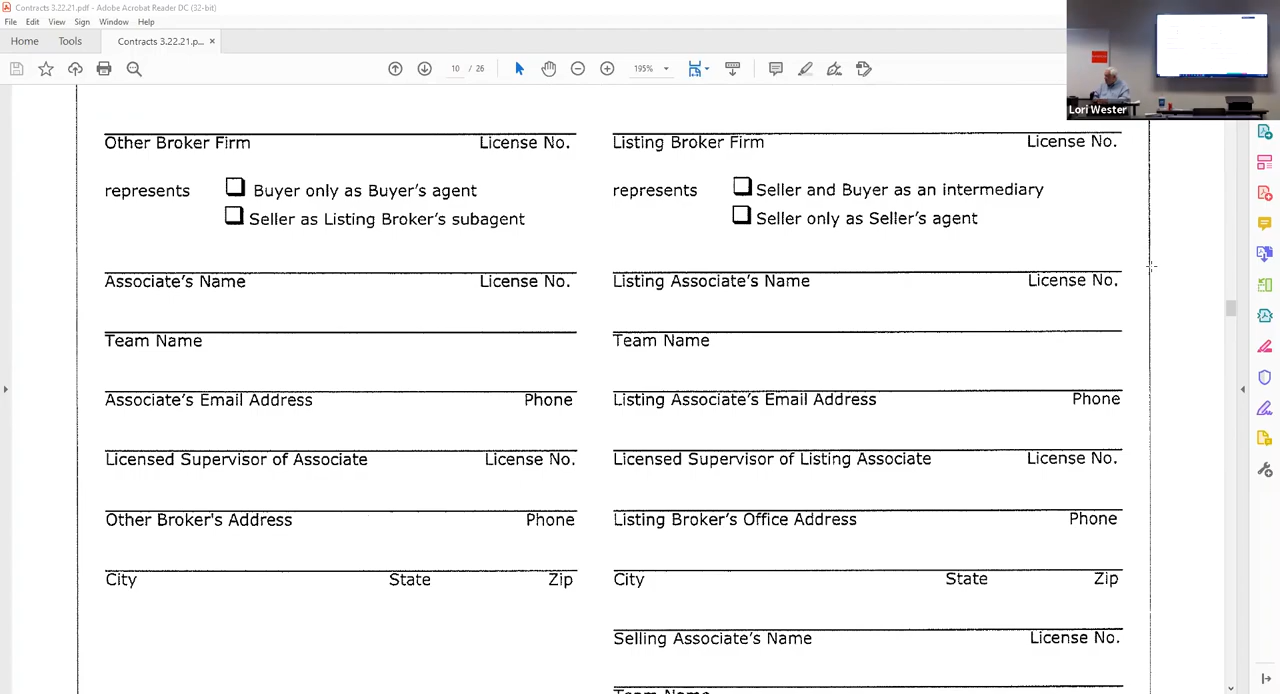 Contracts 3.22.21.pdf - Adobe Acrobat Reader DC (32-bit)
File Edit View Sign Window Help
Home Tools Contracts 3.22.21.p... ×
10 / 26 195%
Lori Wester
Other Broker Firm License No.
represents Buyer only as Buyer's agent
Seller as Listing Broker's subagent
Associate's Name License No.
Team Name
Associate's Email Address Phone
Licensed Supervisor of Associate License No.
Other Broker's Address Phone
City State Zip
Listing Broker Firm License No.
represents Seller and Buyer as an intermediary
Seller only as Seller's agent
Listing Associate's Name License No.
Team Name
Listing Associate's Email Address Phone
Licensed Supervisor of Listing Associate License No.
Listing Broker's Office Address Phone
City State Zip
Selling Associate's Name License No.
Team Name